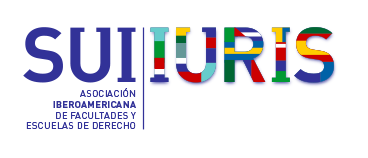 SUI|IURIS
ASOCIACIÓN
IBEROAMERICANA
DE FACULTADES Y
ESCUELAS DE DERECHO